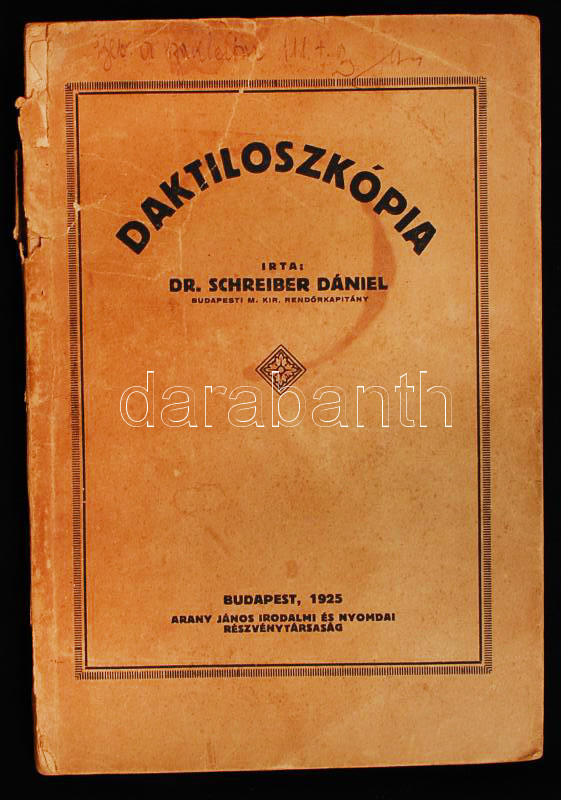 DAKTILOSZKÓPIA
IRTA:
DR. SCHREIBER DÁNIEL
BUDAPESTI M. KIR. RENDŐRKAPITÁNY
darabanth
BUDAPEST, 1925
ARANY JÁNOS IRODALMI ÉS NYOMDAI
RÉSZVÉNYTÁRSASÁG